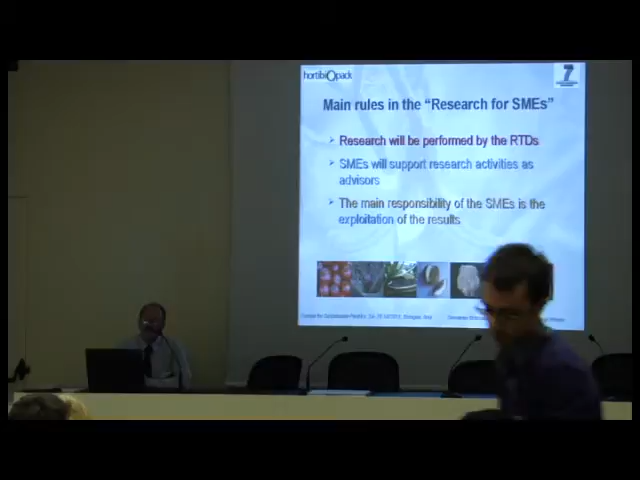 hortibiOpack
7
Main rules in the “Research for SMEs”
Research will be performed by the RTDs
SMEs will support research activities as
advisors
The main responsibility of the SMEs is the
exploitation of the results